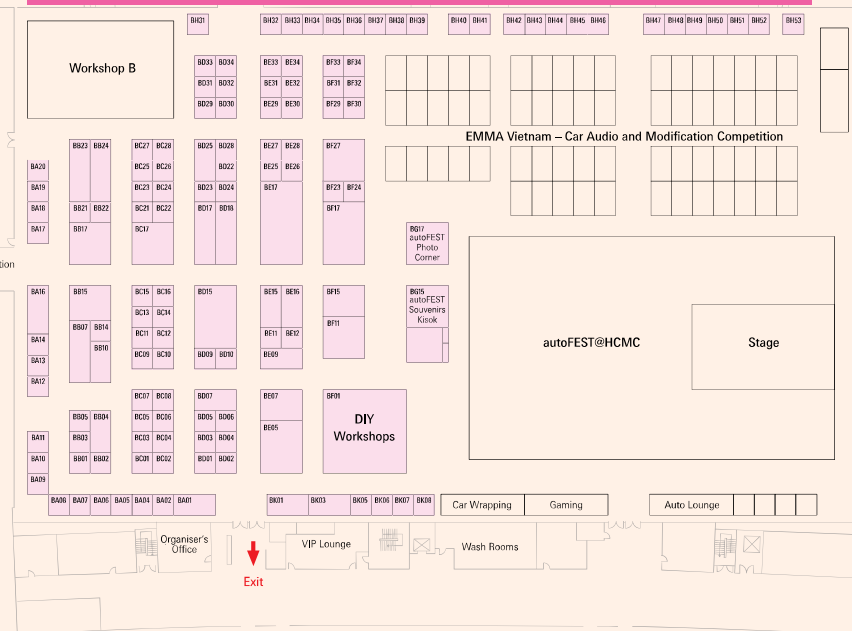 BH31
BH32 BH33 BH34 BH35 BH36 BH37 BH38 BH39
BH40 BH41
BH42 BH43 BH44 BH45 BH46
BH47 BH48 BH49 BH50 BH51 BH52
BH53
Workshop B
BD33 BD34
BE33 BE34
BF33 BF34
BD31 BD32
BE31 BE32
BF31 BF32
BD29 BD30
BE29 BE30
BF29 BF30
EMMA Vietnam – Car Audio and Modification Competition
BB23 BB24
BC27 BC28
BD25 BD28
BE27 BE28
BF27
BA20
BC25 BC26
BD22
BE25 BE26
BA19
BC23 BC24
BD23 BD24
BE17
BF23 BF24
BA18
BB21 BB22
BC21 BC22
BD17 BD18
BF17
BA17
BB17
BC17
BG17
autoFEST
Photo
Corner
tion
BA16
BB15
BC15 BC16
BD15
BE15 BE16
BF15
BG15
autoFEST
Souvenirs
Kisok
BC13 BC14
BB07 BB14
BF11
BA14
BC11 BC12
BE11 BE12
BB10
autoFEST@HCMC
Stage
BA13
BC09 BC10
BD09 BD10
BE09
BA12
BC07 BC08
BD07
BE07
BF01
DIY
Workshops
BB05 BB04
BC05 BC06
BD05 BD06
BE05
BA11
BB03
BC03 BC04
BD03 BD04
BA10
BB01 BB02
BC01 BC02
BD01 BD02
BA09
BA08 BA07 BA06 BA05 BA04 BA02 BA01
BK01 BK03 BK05 BK06 BK07 BK08
Car Wrapping
Gaming
Auto Lounge
Organiser's
Office
VIP Lounge
Wash Rooms
Exit